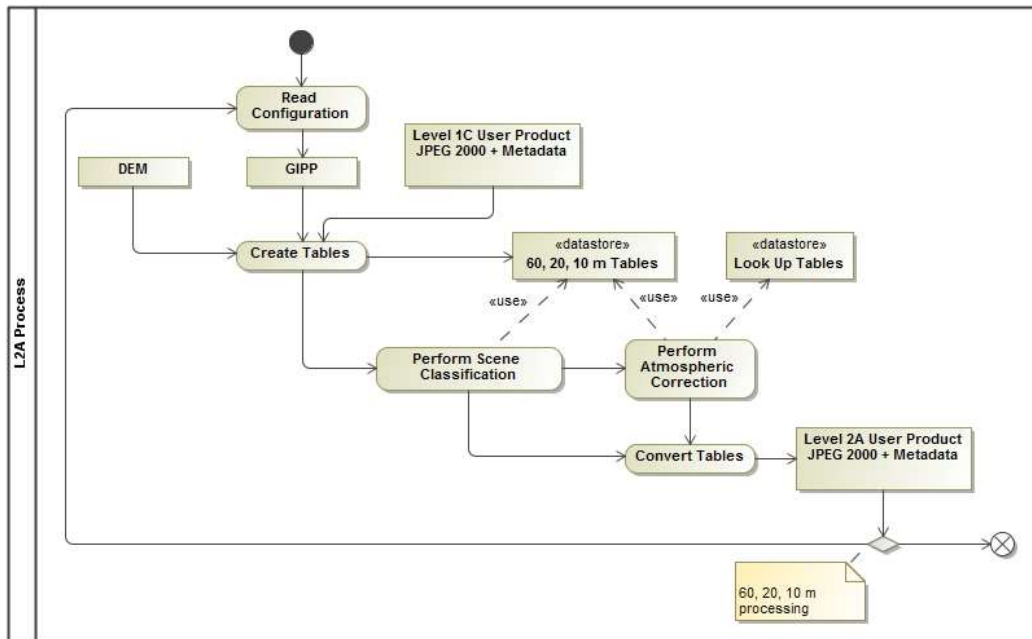 L2A Process
Read
Configuration
DEM
GIPP
Level 1C User Product
JPEG 2000 + Metadata
Create Tables
«datastore»
60, 20, 10 m Tables
«datastore»
Look Up Tables
«use»
«use»
«use»
Perform Scene
Classification
Perform
Atmospheric
Correction
Convert Tables
Level 2A User Product
JPEG 2000 + Metadata
60, 20, 10 m
processing